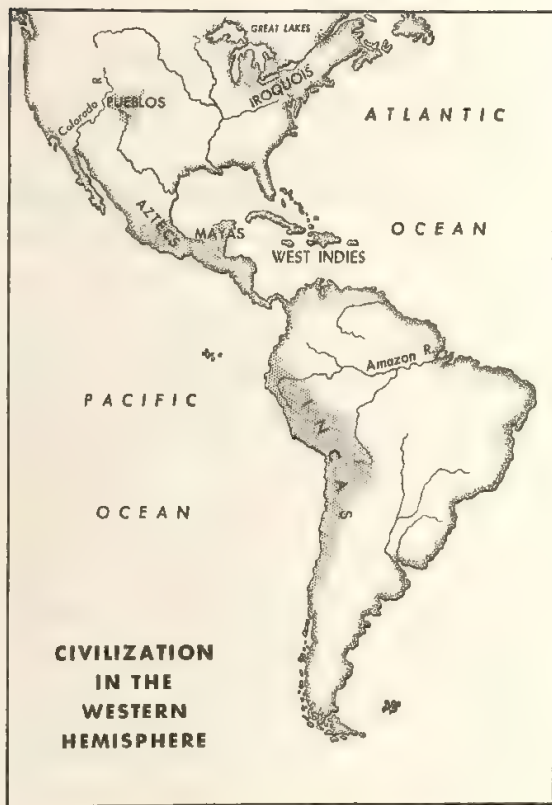 GREAT LAKES
IROQUOIS
Colorado R.
PUEBLOS
ATLANTIC
OCEAN
AZTECS
MAYAS
WEST INDIES
Amazon R.
PACIFIC
OCEAN
INCAS
CIVILIZATION
IN THE
WESTERN
HEMISPHERE